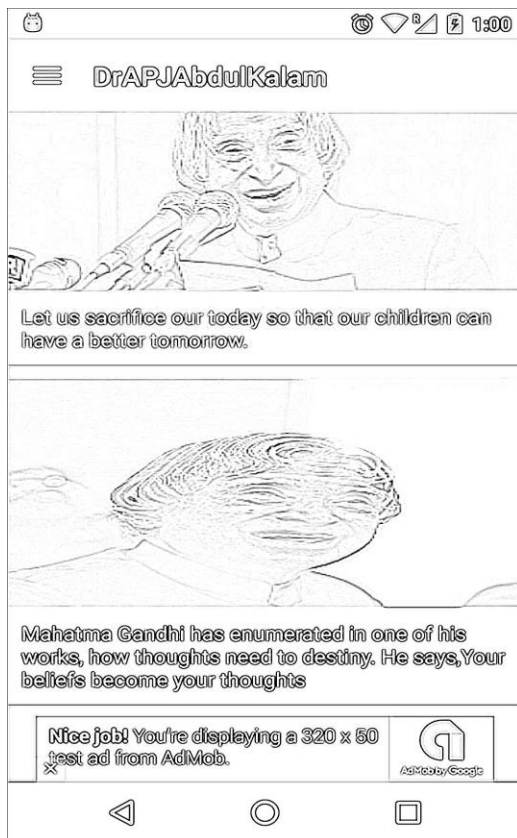 R
1:00
DrAPJAbdulKalam
Let us sacrifice our today so that our children can
have a better tomorrow.
Mahatma Gandhi has enumerated in one of his
works, how thoughts need to destiny. He says,Your
beliefs become your thoughts
Nice job! You're displaying a 320 x 50
test ad from AdMob.
AdMob by Google